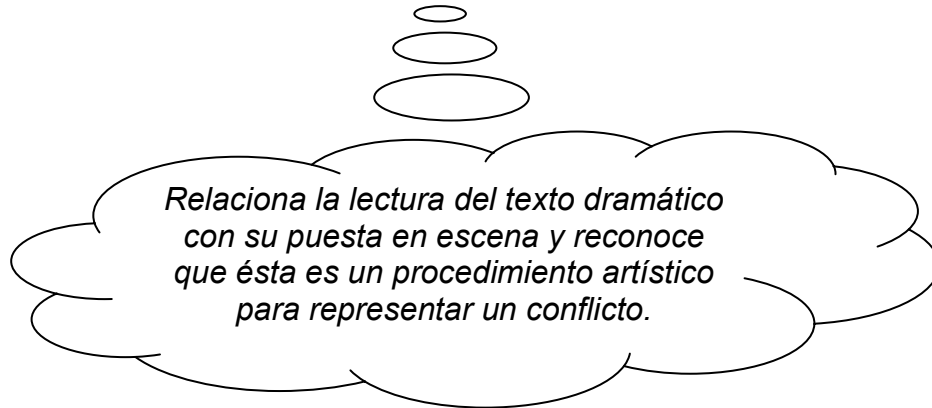 Relaciona la lectura del texto dramático
con su puesta en escena y reconoce
que ésta es un procedimiento artístico
para representar un conflicto.